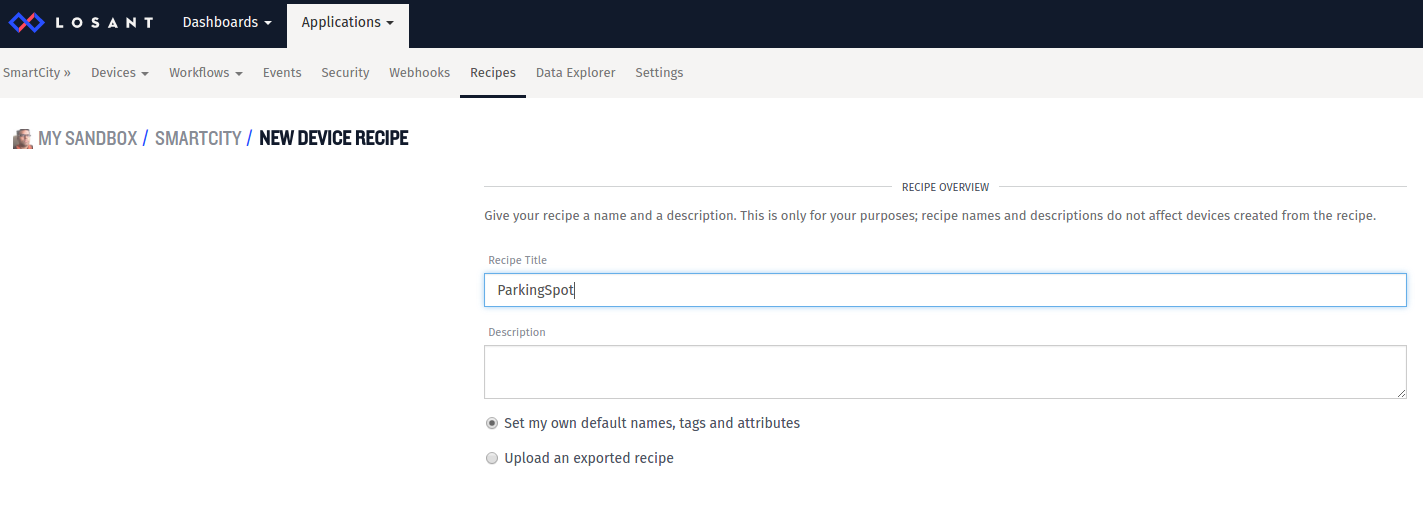 LOSANT Dashboards Applications
SmartCity » Devices Workflows Events Security Webhooks Recipes Data Explorer Settings
MY SANDBOX / SMARTCITY / NEW DEVICE RECIPE
RECIPE OVERVIEW
Give your recipe a name and a description. This is only for your purposes; recipe names and descriptions do not affect devices created from the recipe.
Recipe Title
ParkingSpot
Description
Set my own default names, tags and attributes
Upload an exported recipe